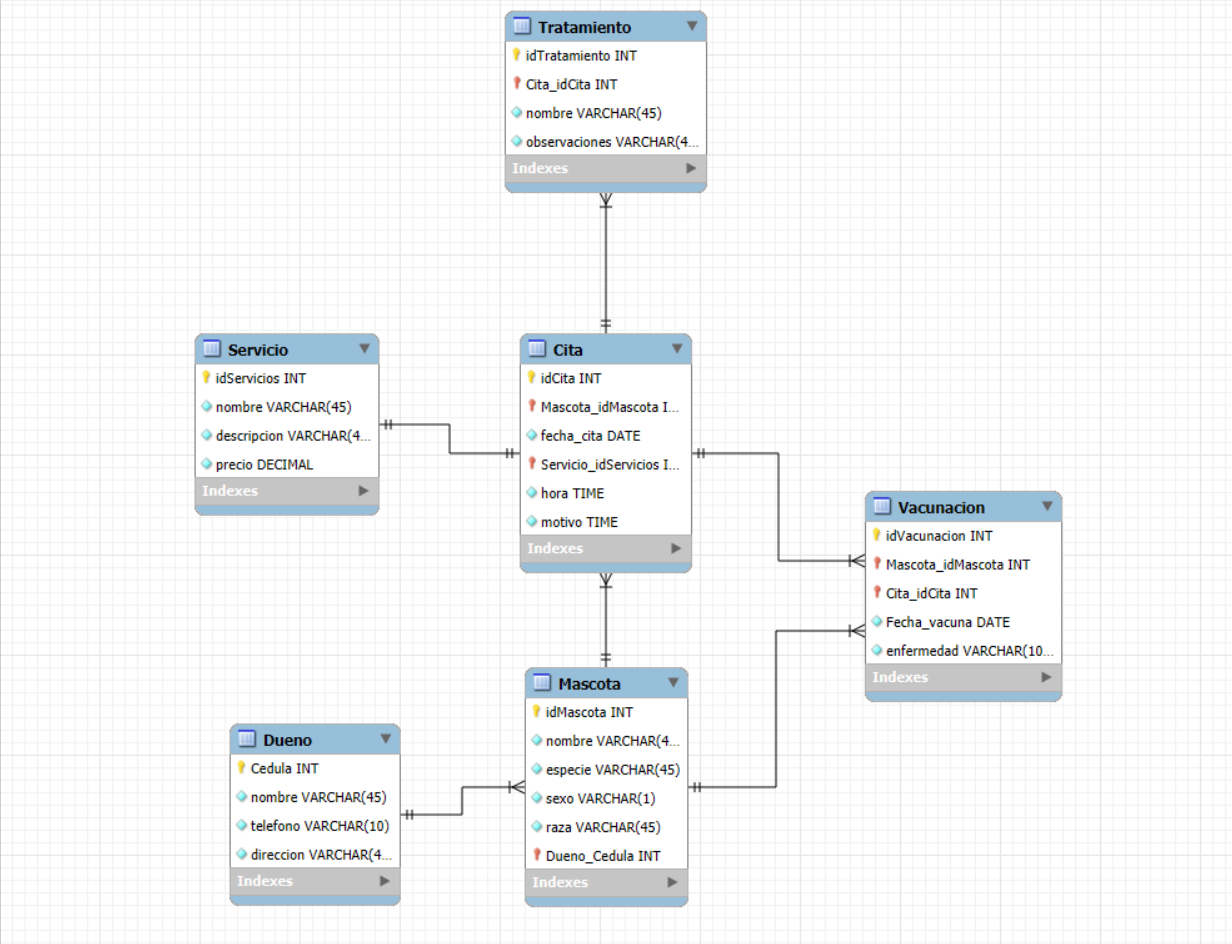 Tratamiento
idTratamiento INT
Cita_idCita INT
nombre VARCHAR(45)
observaciones VARCHAR(4...
Indexes
Servicio
idServicios INT
nombre VARCHAR(45)
descripcion VARCHAR(4...
precio DECIMAL
Indexes
Cita
idCita INT
Mascota_idMascota I...
fecha_cita DATE
Servicio_idServicios I...
hora TIME
motivo TIME
Indexes
Vacunacion
idVacunacion INT
Mascota_idMascota INT
Cita_idCita INT
Fecha_vacuna DATE
enfermedad VARCHAR(10...
Indexes
Mascota
idMascota INT
nombre VARCHAR(4...
especie VARCHAR(45)
sexo VARCHAR(1)
raza VARCHAR(45)
Dueno_Cedula INT
Indexes
Dueno
Cedula INT
nombre VARCHAR(45)
telefono VARCHAR(10)
direccion VARCHAR(4...
Indexes